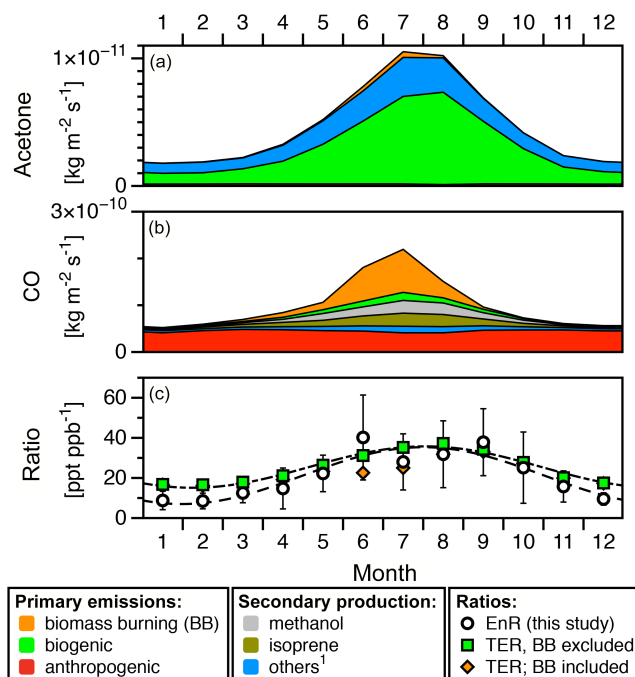 1 2 3 4 5 6 7 8 9 10 11 12
1×10-11
(a)
Acetone
[kg m-2 s-1]
0
3×10-10
(b)
CO
[kg m-2 s-1]
0
(c)
60
40
20
0
Ratio
[ppt ppb-1]
1 2 3 4 5 6 7 8 9 10 11 12
Month
Primary emissions:
biomass burning (BB)
biogenic
anthropogenic
Secondary production:
methanol
isoprene
others1
Ratios:
EnR (this study)
TER, BB excluded
TER; BB included